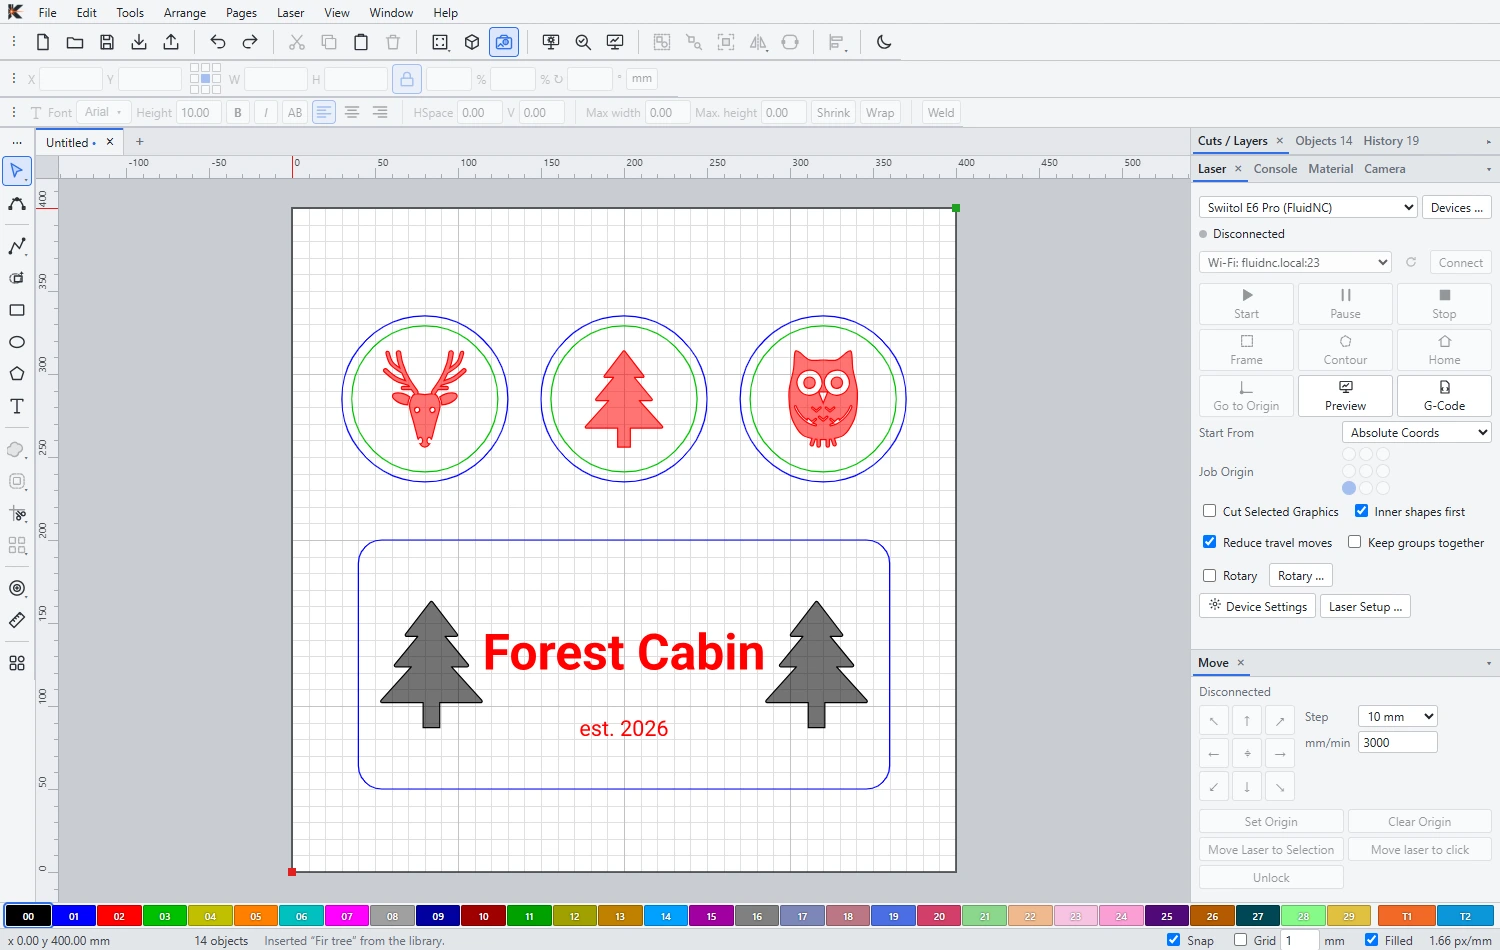 File Edit Tools Arrange Pages Laser View Window Help
X Y W H % % ° mm
Font Arial Height 10.00 B I AB HSpace 0.00 V 0.00 Max width 0.00 Max. height 0.00 Shrink Wrap Weld
Untitled
-100 -50 0 50 100 150 200 250 300 350 400 450 500
400
350
300
250
200
150
100
50
0
Forest Cabin
est. 2026
Cuts / Layers Objects 14 History 19
Laser Console Material Camera
Swiitol E6 Pro (FluidNC) Devices ...
Disconnected
Wi-Fi: fluidnc.local:23 Connect
Start Pause Stop
Frame Contour Home
Go to Origin Preview G-Code
Start From Absolute Coords
Job Origin
Cut Selected Graphics Inner shapes first
Reduce travel moves Keep groups together
Rotary Rotary ...
Device Settings Laser Setup ...
Move
Disconnected
Step 10 mm
mm/min 3000
Set Origin Clear Origin
Move Laser to Selection Move laser to click
Unlock
00 01 02 03 04 05 06 07 08 09 10 11 12 13 14 15 16 17 18 19 20 21 22 23 24 25 26 27 28 29 T1 T2
x 0.00 y 400.00 mm 14 objects Inserted “Fir tree” from the library. Snap Grid 1 mm Filled 1.66 px/mm